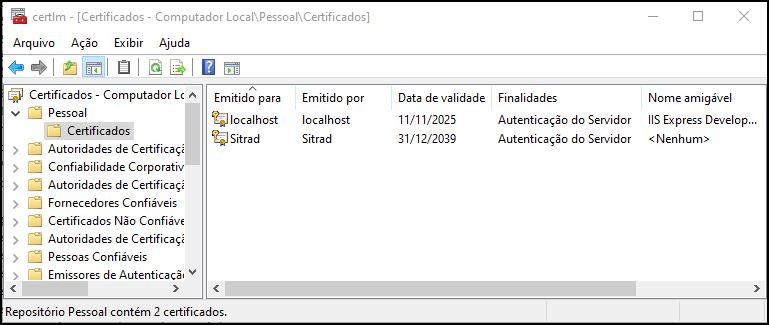 certlm - [Certificados - Computador Local\Pessoal\Certificados]
Arquivo Ação Exibir Ajuda
Certificados - Computador Lo
Pessoal
Certificados
Autoridades de Certificaçã
Confiabilidade Corporativ
Autoridades de Certificaçã
Fornecedores Confiáveis
Certificados Não Confiáve
Autoridades de Certificaçã
Pessoas Confiáveis
Emissores de Autenticação
Emitido para Emitido por Data de validade Finalidades Nome amigável
localhost localhost 11/11/2025 Autenticação do Servidor IIS Express Develop...
Sitrad Sitrad 31/12/2039 Autenticação do Servidor <Nenhum>
Repositório Pessoal contém 2 certificados.